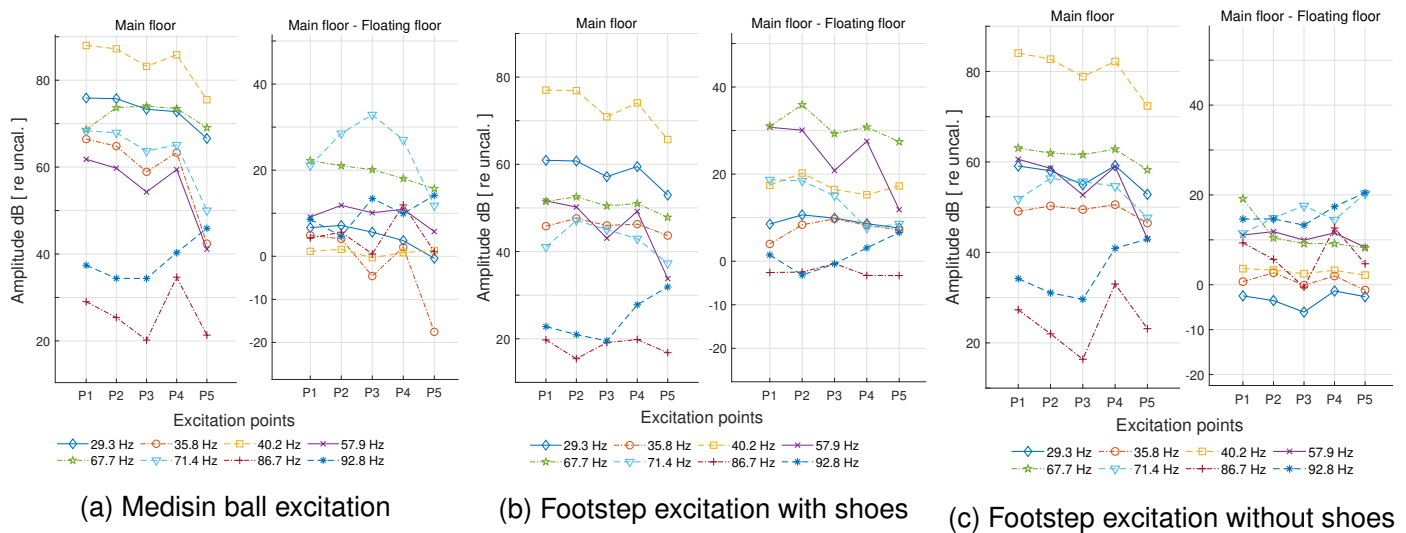 Main floor
Main floor - Floating floor
Amplitude dB [ re uncal. ]
80
60
40
20
40
20
0
-20
P1 P2 P3 P4 P5
P1 P2 P3 P4 P5
Excitation points
29.3 Hz 35.8 Hz 40.2 Hz 57.9 Hz
67.7 Hz 71.4 Hz 86.7 Hz 92.8 Hz
(a) Medisin ball excitation
Main floor
Main floor - Floating floor
Amplitude dB [ re uncal. ]
80
60
40
20
40
20
0
-20
P1 P2 P3 P4 P5
P1 P2 P3 P4 P5
Excitation points
29.3 Hz 35.8 Hz 40.2 Hz 57.9 Hz
67.7 Hz 71.4 Hz 86.7 Hz 92.8 Hz
(b) Footstep excitation with shoes
Main floor
Main floor - Floating floor
Amplitude dB [ re uncal. ]
80
60
40
20
40
20
0
-10
-20
P1 P2 P3 P4 P5
P1 P2 P3 P4 P5
Excitation points
29.3 Hz 35.8 Hz 40.2 Hz 57.9 Hz
67.7 Hz 71.4 Hz 86.7 Hz 92.8 Hz
(c) Footstep excitation without shoes